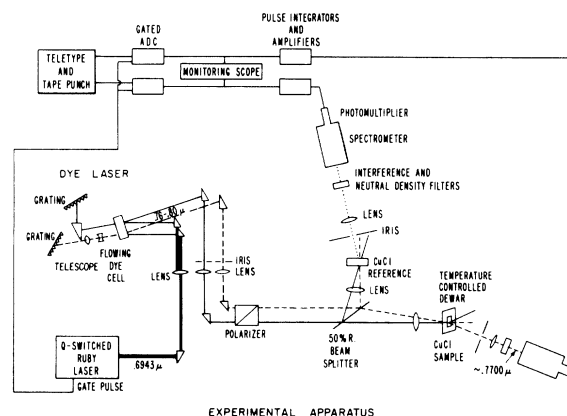 GATED
ADC
PULSE INTEGRATORS
AND
AMPLIFIERS
TELETYPE
AND
TAPE PUNCH
MONITORING SCOPE
PHOTOMULTIPLIER
SPECTROMETER
DYE LASER
INTERFERENCE AND
NEUTRAL DENSITY FILTERS
GRATING
.76-.80μ
LENS
IRIS
GRATING
TELESCOPE
FLOWING
DYE
CELL
LENS
IRIS
LENS
CuCl
REFERENCE
LENS
TEMPERATURE
CONTROLLED
DEWAR
POLARIZER
50% R.
BEAM
SPLITTER
CuCl
SAMPLE
Q-SWITCHED
RUBY
LASER
.6943μ
~.7700μ
GATE PULSE
EXPERIMENTAL APPARATUS